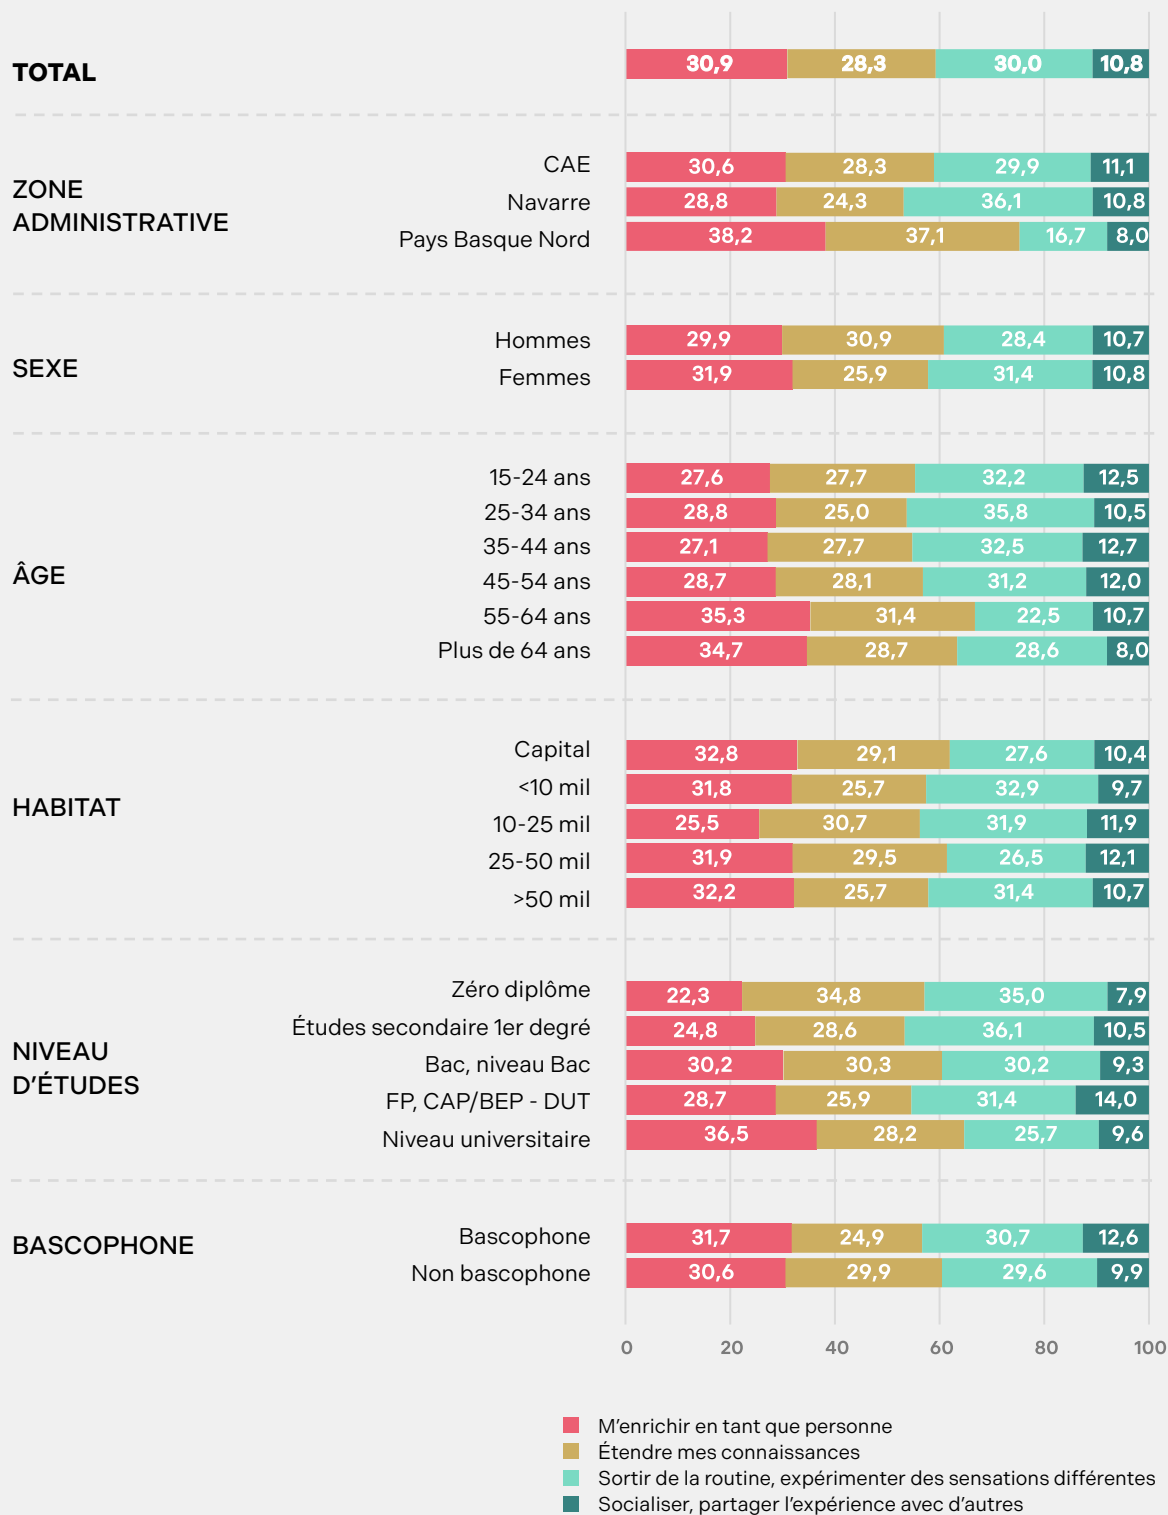 TOTAL
30,9 28,3 30,0 10,8
ZONE
ADMINISTRATIVE
CAE 30,6 28,3 29,9 11,1
Navarre 28,8 24,3 36,1 10,8
Pays Basque Nord 38,2 37,1 16,7 8,0
SEXE
Hommes 29,9 30,9 28,4 10,7
Femmes 31,9 25,9 31,4 10,8
ÂGE
15-24 ans 27,6 27,7 32,2 12,5
25-34 ans 28,8 25,0 35,8 10,5
35-44 ans 27,1 27,7 32,5 12,7
45-54 ans 28,7 28,1 31,2 12,0
55-64 ans 35,3 31,4 22,5 10,7
Plus de 64 ans 34,7 28,7 28,6 8,0
HABITAT
Capital 32,8 29,1 27,6 10,4
<10 mil 31,8 25,7 32,9 9,7
10-25 mil 25,5 30,7 31,9 11,9
25-50 mil 31,9 29,5 26,5 12,1
>50 mil 32,2 25,7 31,4 10,7
NIVEAU
D’ÉTUDES
Zéro diplôme 22,3 34,8 35,0 7,9
Études secondaire 1er degré 24,8 28,6 36,1 10,5
Bac, niveau Bac 30,2 30,3 30,2 9,3
FP, CAP/BEP - DUT 28,7 25,9 31,4 14,0
Niveau universitaire 36,5 28,2 25,7 9,6
BASCOPHONE
Bascophone 31,7 24,9 30,7 12,6
Non bascophone 30,6 29,9 29,6 9,9
0 20 40 60 80 100
M’enrichir en tant que personne
Étendre mes connaissances
Sortir de la routine, expérimenter des sensations différentes
Socialiser, partager l’expérience avec d’autres